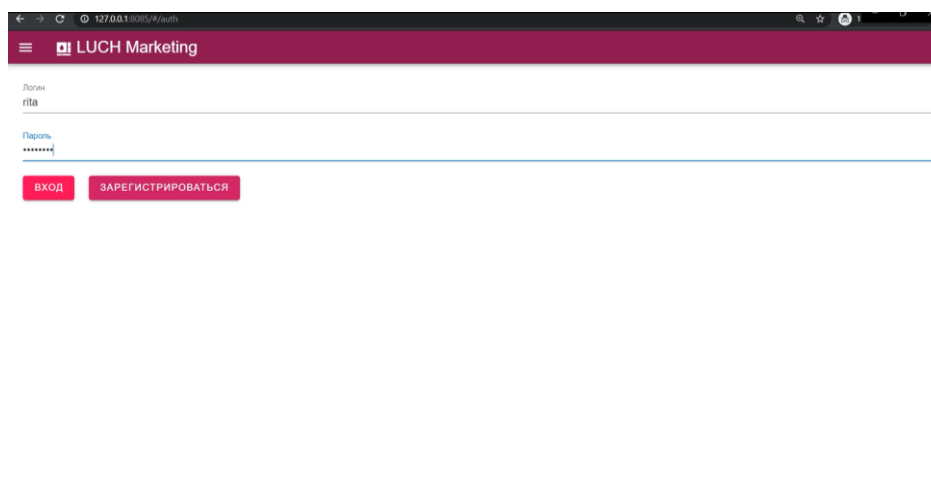 127.0.0.1:8085/#/auth
LUCH Marketing
Логин
rita
Пароль
••••••••
ВХОД ЗАРЕГИСТРИРОВАТЬСЯ